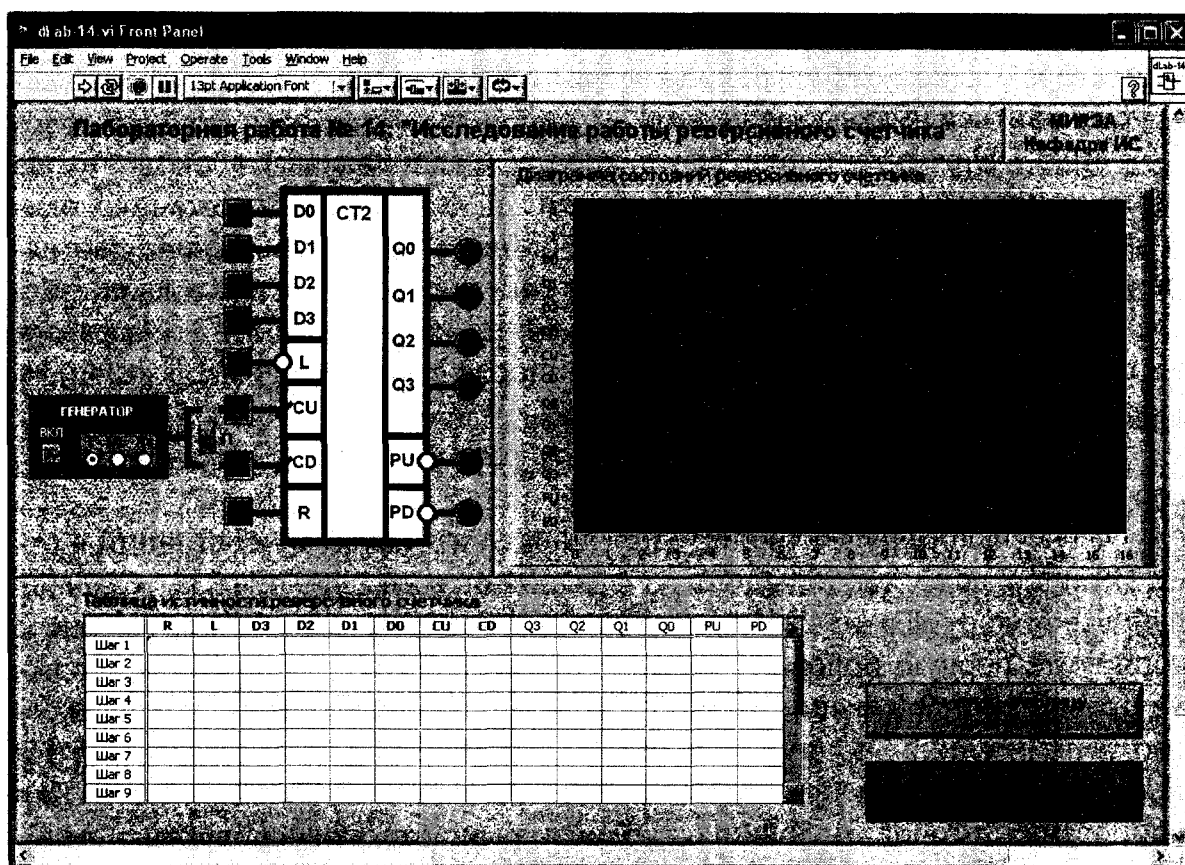 dLab-14.vi Front Panel
File Edit View Project Operate Tools Window Help
13pt Application Font
?
dLab-14
Лабораторная работа № 14. "Исследование работы реверсивного счетчика"
МИРЭА
Кафедра ИС
Диаграмма состояний реверсивного счетчика
D0 CT2
D1 Q0
D2 Q1
D3 Q2
L Q3
CU
CD PU
R PD
ГЕНЕРАТОР
ВКЛ
Таблица истинности реверсивного счетчика
R L D3 D2 D1 D0 CU CD Q3 Q2 Q1 Q0 PU PD
Шаг 1
Шаг 2
Шаг 3
Шаг 4
Шаг 5
Шаг 6
Шаг 7
Шаг 8
Шаг 9